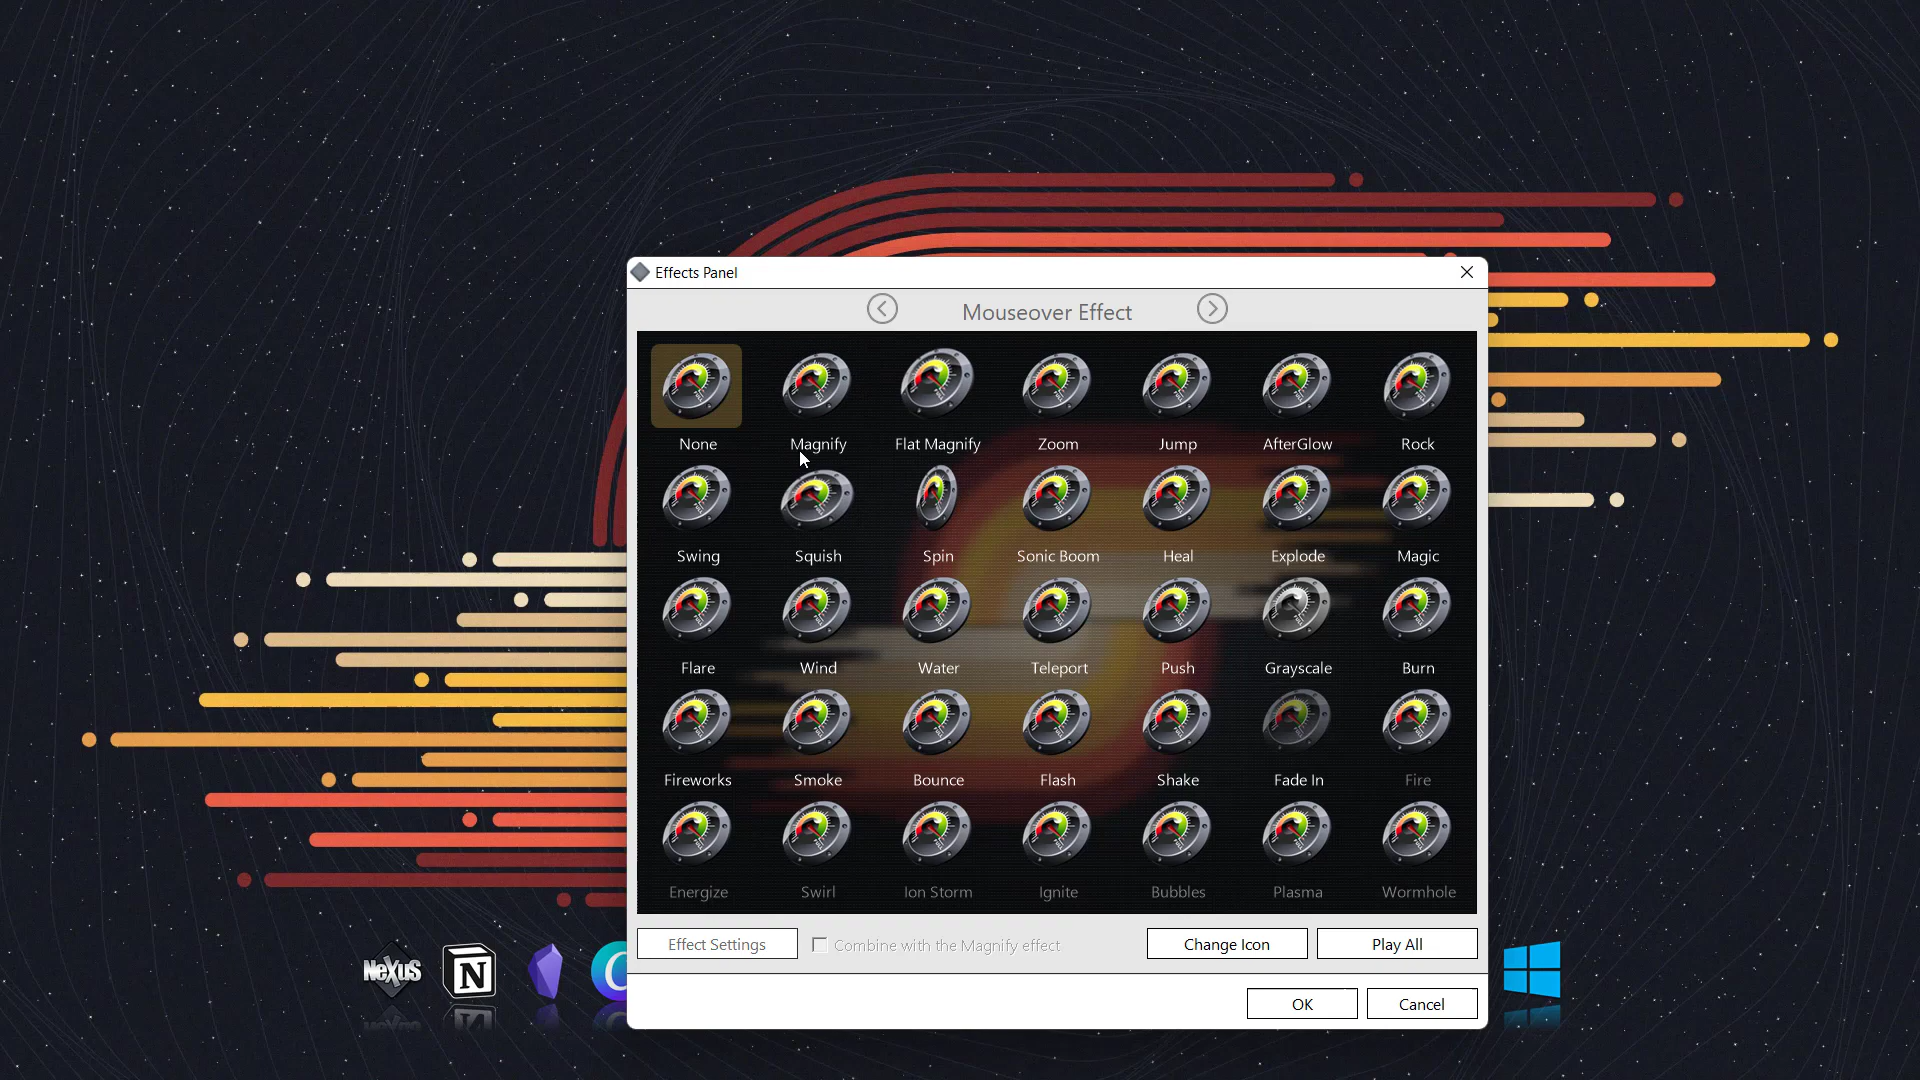 Effects Panel
Mouseover Effect
None Magnify Flat Magnify Zoom Jump AfterGlow Rock
Swing Squish Spin Sonic Boom Heal Explode Magic
Flare Wind Water Teleport Push Grayscale Burn
Fireworks Smoke Bounce Flash Shake Fade In Fire
Energize Swirl Ion Storm Ignite Bubbles Plasma Wormhole
Effect Settings Combine with the Magnify effect Change Icon Play All
NeXuS N C
OK Cancel